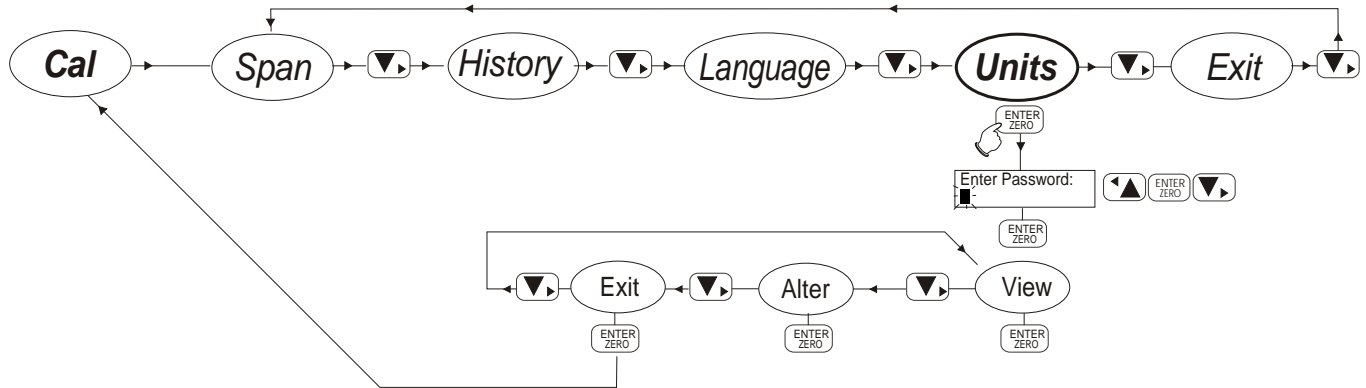 Cal
Span
History
Language
Units
Exit
ENTER
ZERO
Enter Password:
ENTER
ZERO
ENTER
ZERO
Exit
Alter
View
ENTER
ZERO
ENTER
ZERO
ENTER
ZERO